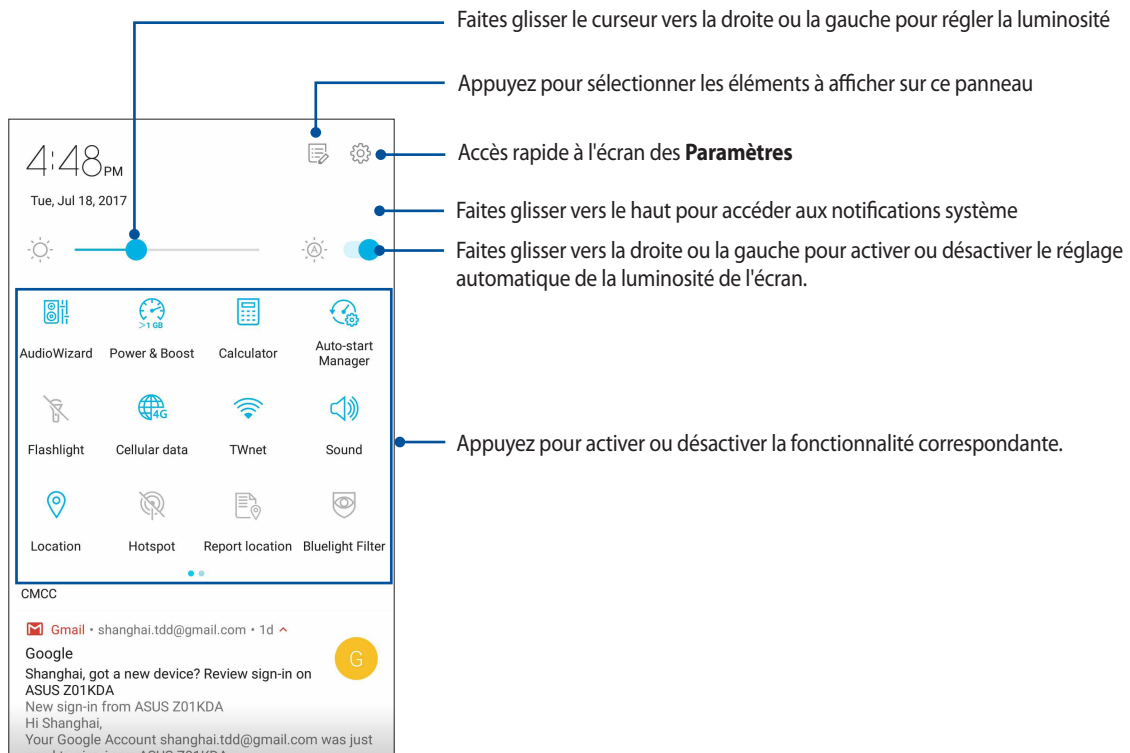 Faites glisser le curseur vers la droite ou la gauche pour régler la luminosité
Appuyez pour sélectionner les éléments à afficher sur ce panneau
Accès rapide à l'écran des Paramètres
4:48 PM
Tue, Jul 18, 2017
Faites glisser vers le haut pour accéder aux notifications système
A
Faites glisser vers la droite ou la gauche pour activer ou désactiver le réglage
automatique de la luminosité de l'écran.
>1 GB
AudioWizard Power & Boost Calculator Auto-start
Manager
4G
Flashlight Cellular data TWnet Sound
Appuyez pour activer ou désactiver la fonctionnalité correspondante.
Location Hotspot Report location Bluelight Filter
CMCC
Gmail • shanghai.tdd@gmail.com • 1d
Google
G
Shanghai, got a new device? Review sign-in on
ASUS Z01KDA
New sign-in from ASUS Z01KDA
Hi Shanghai,
Your Google Account shanghai.tdd@gmail.com was just